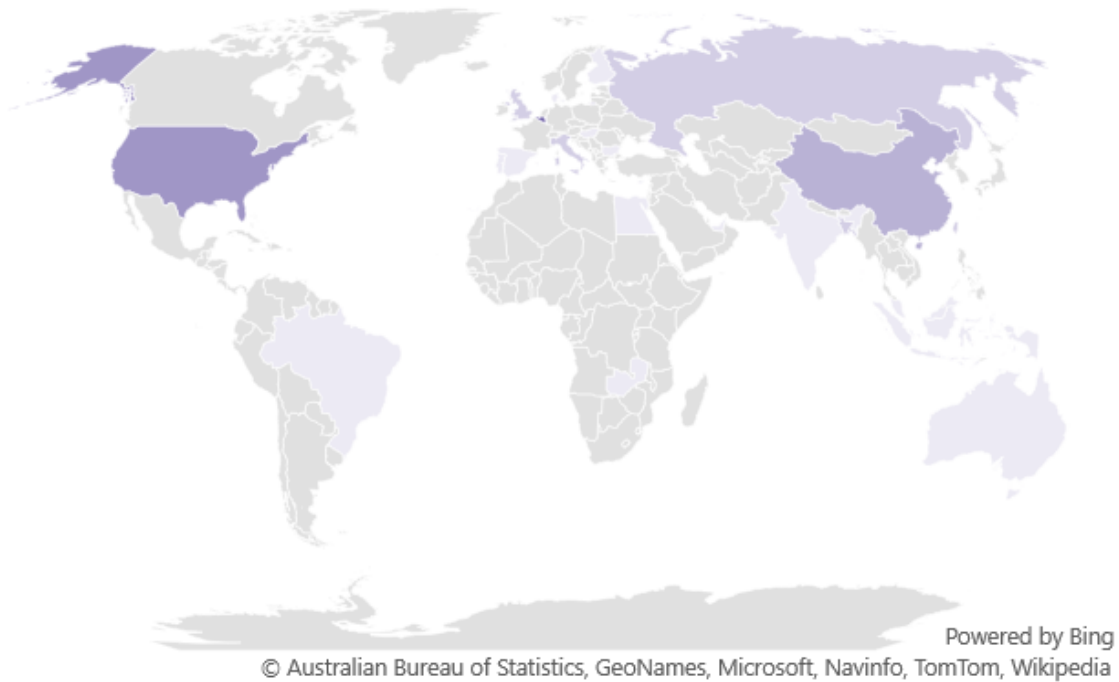 Powered by Bing
© Australian Bureau of Statistics, GeoNames, Microsoft, Navinfo, TomTom, Wikipedia